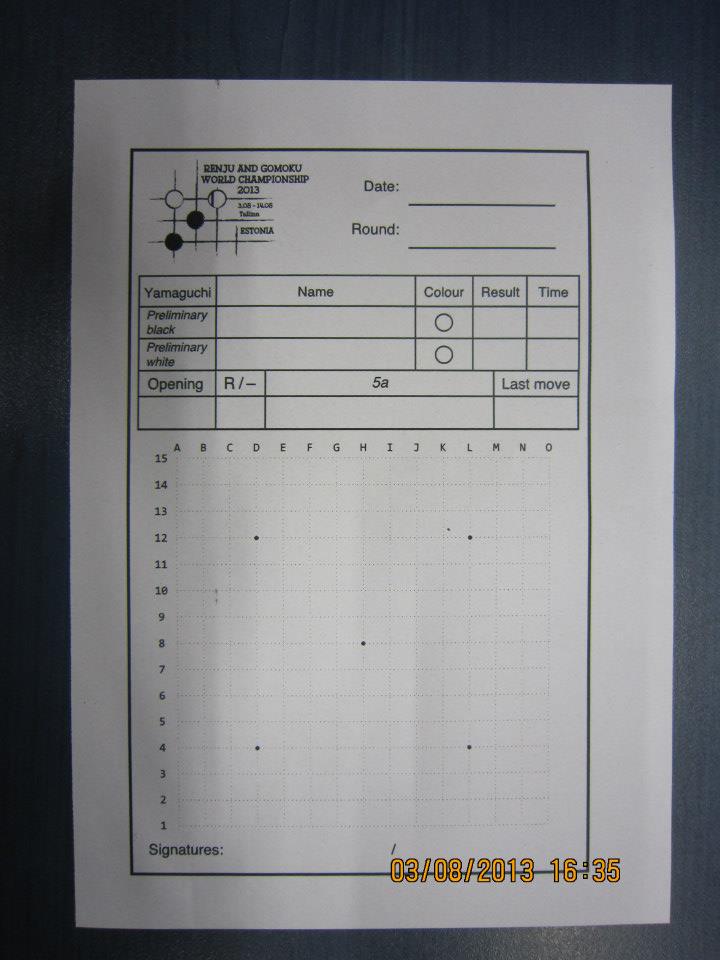 RENJU AND GOMOKU
WORLD CHAMPIONSHIP
2013
3.08 - 14.08
Tallinn
ESTONIA
Date:
Round:
Yamaguchi Name Colour Result Time
Preliminary
black
Preliminary
white
Opening R / – 5a Last move
A B C D E F G H I J K L M N O
15
14
13
12
11
10
9
8
7
6
5
4
3
2
1
Signatures: /
03/08/2013 16:35